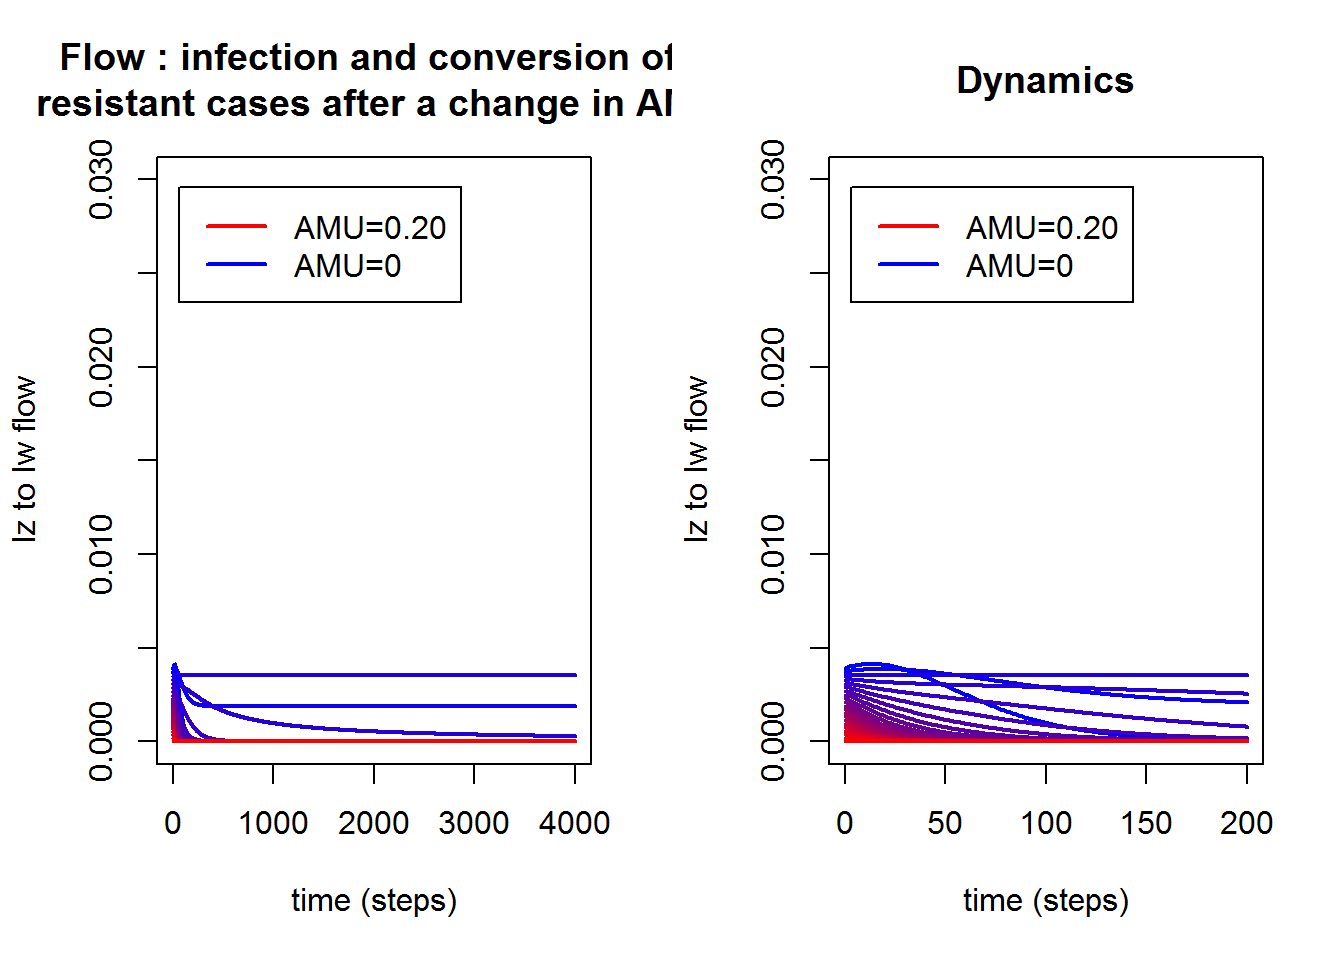 Flow : infection and conversion of
resistant cases after a change in
Iz to Iw flow
0.030
0.020
0.010
0.000
AMU=0.20
AMU=0
0 1000 2000 3000 4000
time (steps)
Dynamics
Iz to Iw flow
0.030
0.020
0.010
0.000
AMU=0.20
AMU=0
0 50 100 150 200
time (steps)